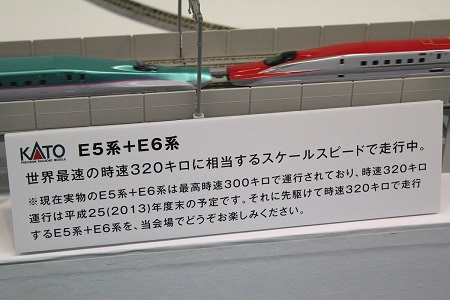 KATO E5系+E6系
PRECISION RAILROAD MODELS
世界最速の時速320キロに相当するスケールスピードで走行中。
※現在実物のE5系+E6系は最高時速300キロで運行されており、時速320キロ
運行は平成25(2013)年度末の予定です。それに先駆けて時速320キロで走行
するE5系+E6系を、当会場でどうぞお楽しみください。